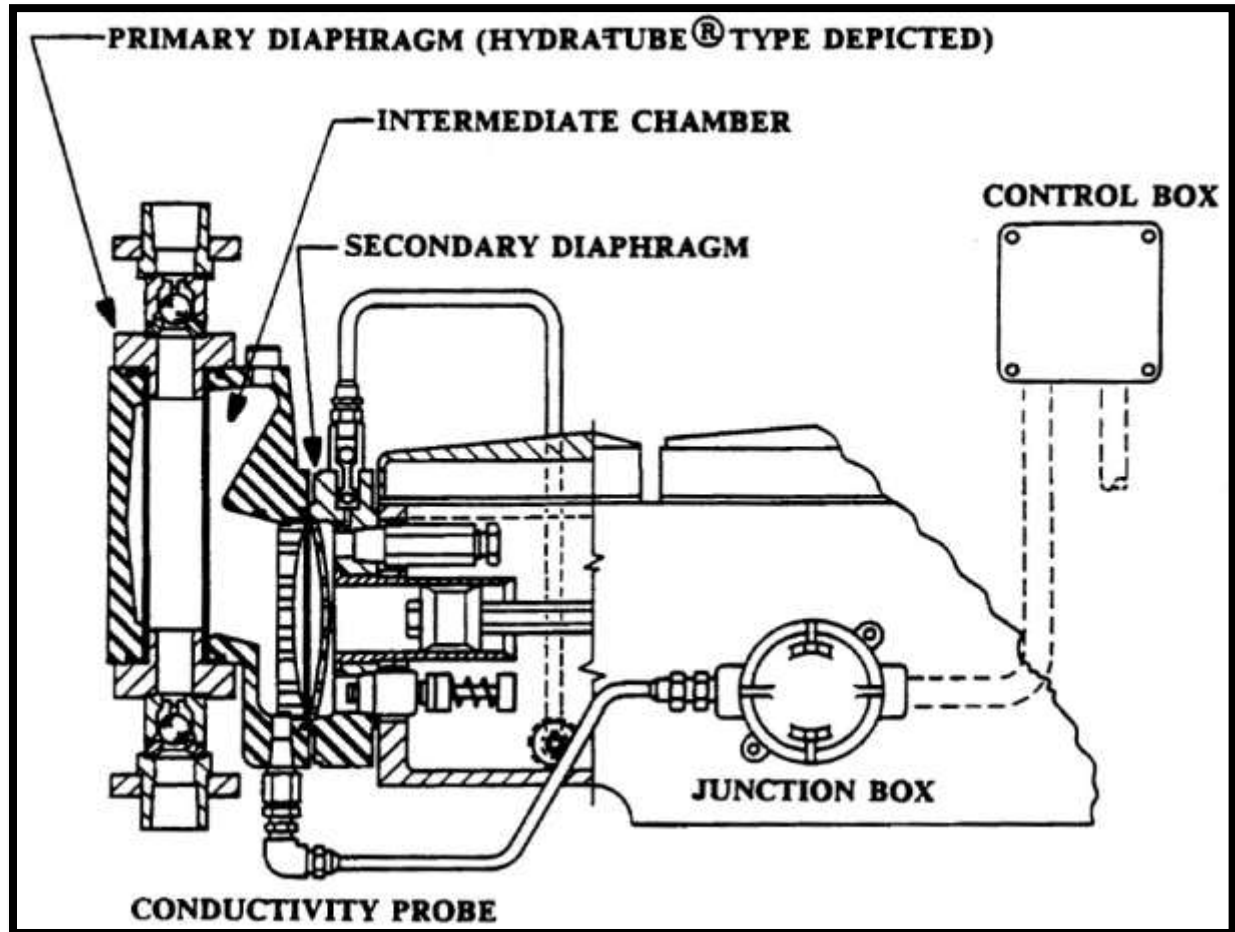 PRIMARY DIAPHRAGM (HYDRATUBE® TYPE DEPICTED)
INTERMEDIATE CHAMBER
CONTROL BOX
SECONDARY DIAPHRAGM
JUNCTION BOX
CONDUCTIVITY PROBE